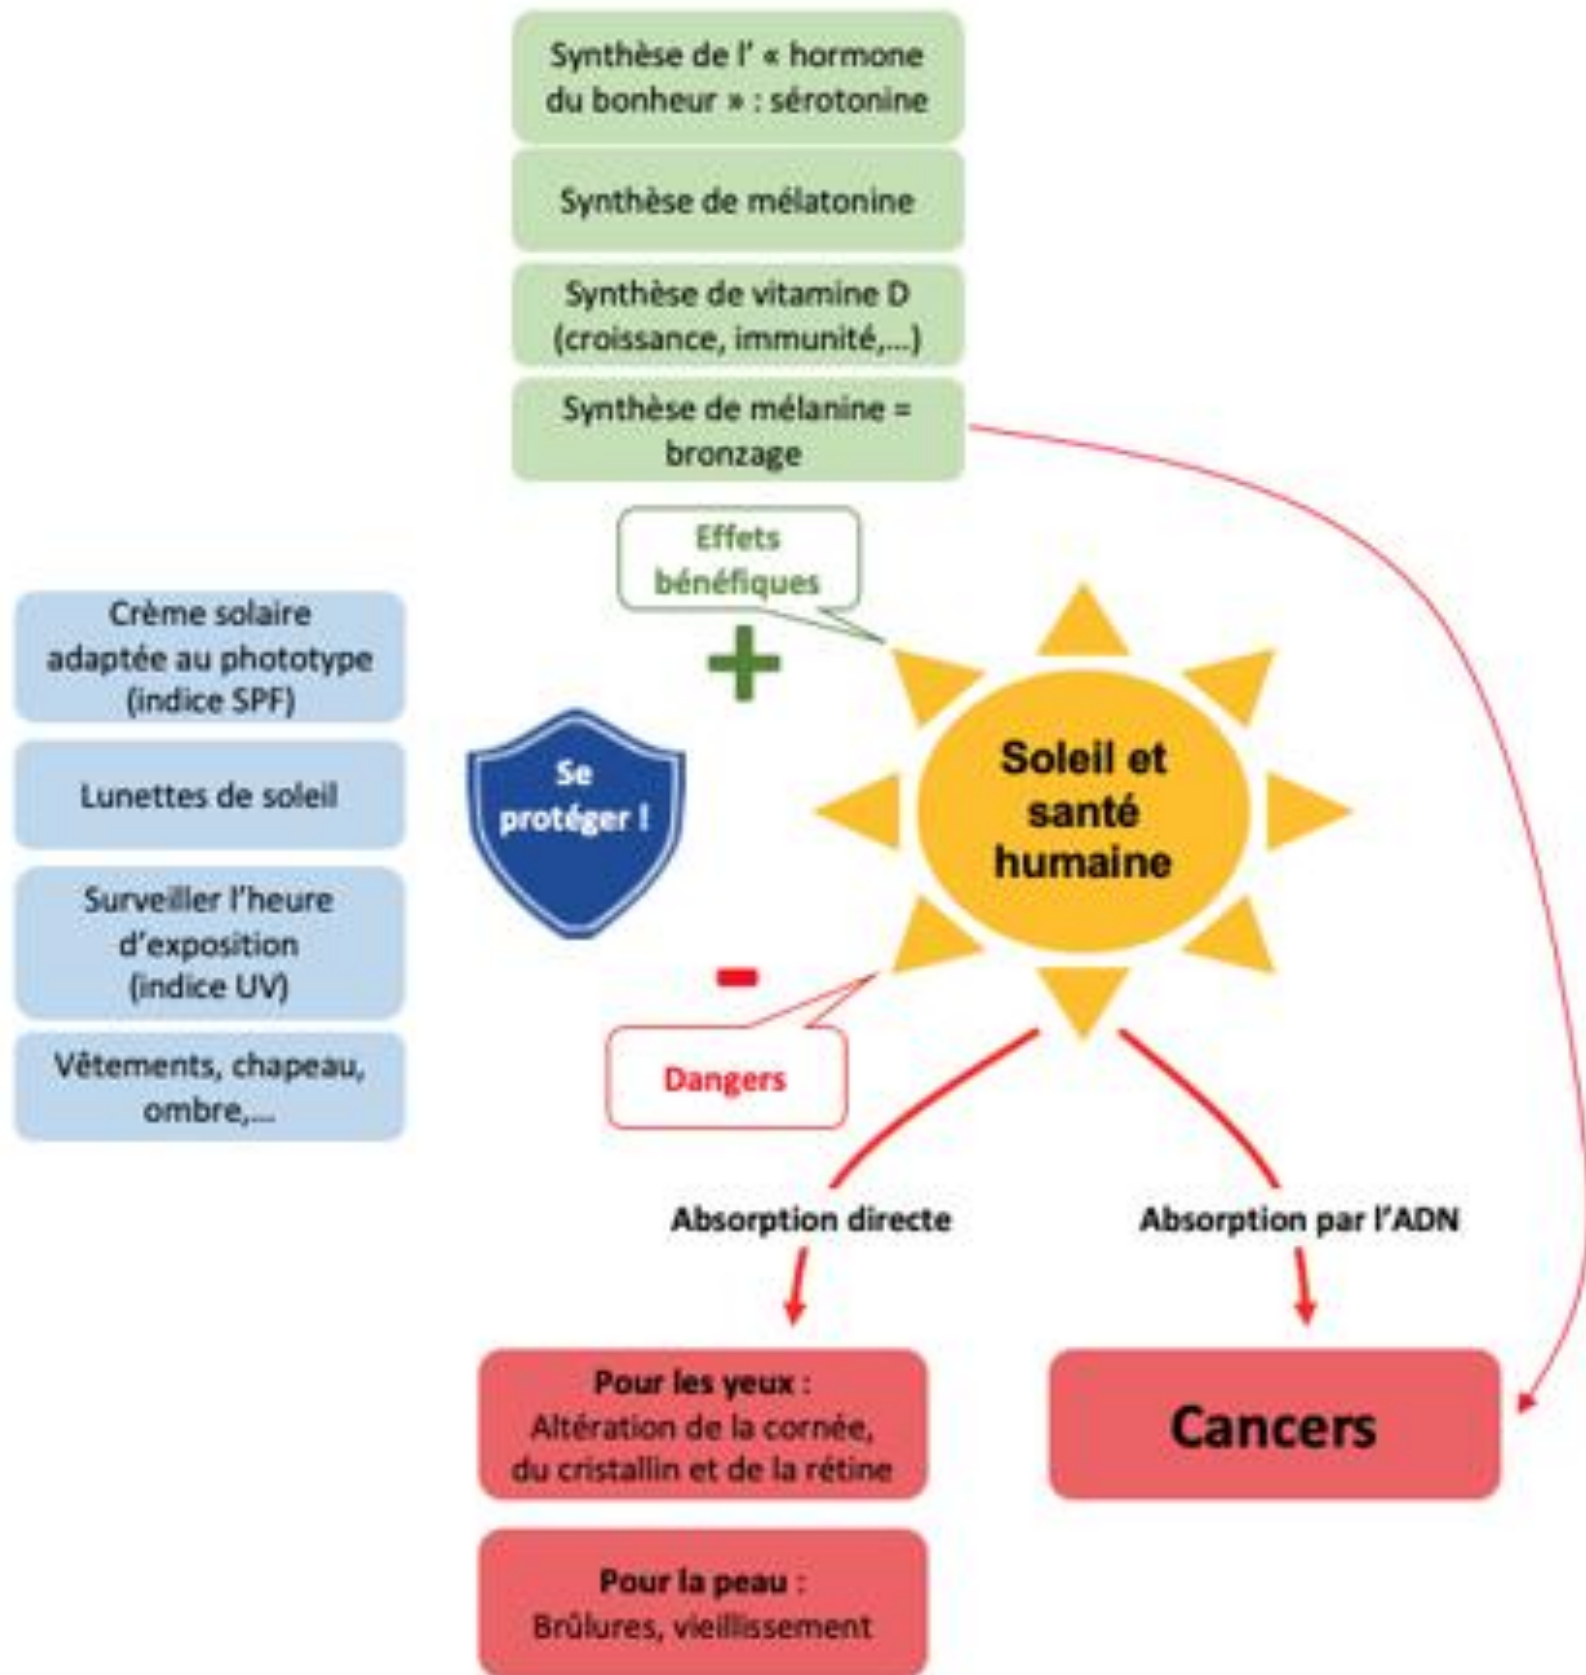 Synthèse de l' « hormone
du bonheur » : sérotonine
Synthèse de mélatonine
Synthèse de vitamine D
(croissance, immunité,...)
Synthèse de mélanine =
bronzage
Effets
bénéfiques
Crème solaire
adaptée au phototype
(indice SPF)
Lunettes de soleil
Surveiller l'heure
d'exposition
(indice UV)
Vêtements, chapeau,
ombre,...
Se
protéger !
Soleil et
santé
humaine
Dangers
Absorption directe
Absorption par l'ADN
Pour les yeux :
Altération de la cornée,
du cristallin et de la rétine
Cancers
Pour la peau :
Brûlures, vieillissement